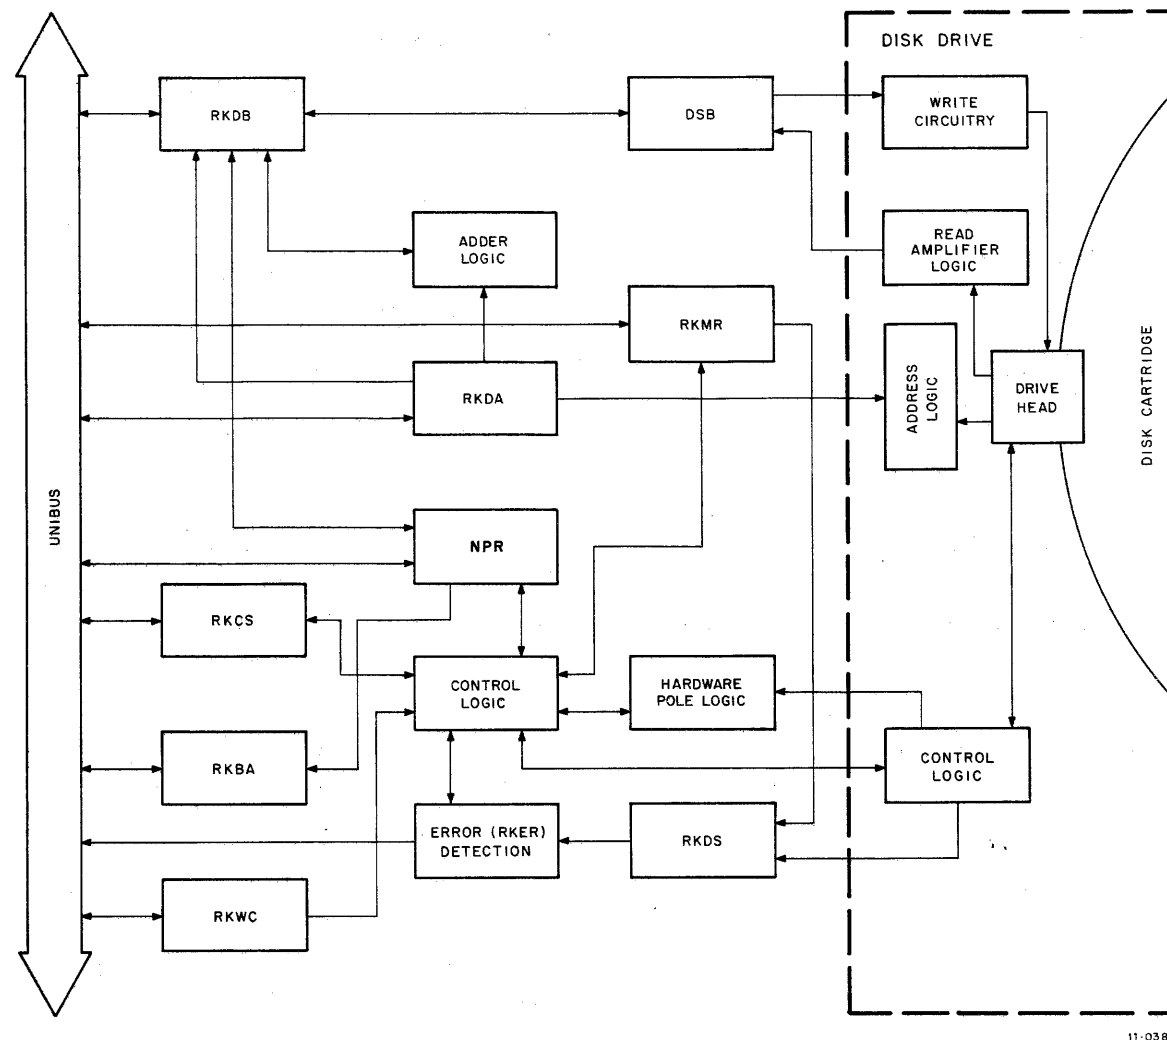 DISK DRIVE
RKDB
DSB
WRITE
CIRCUITRY
ADDER
LOGIC
READ
AMPLIFIER
LOGIC
RKMR
RKDA
ADDRESS
LOGIC
DRIVE
HEAD
DISK CARTRIDGE
UNIBUS
NPR
RKCS
CONTROL
LOGIC
HARDWARE
POLE LOGIC
RKBA
CONTROL
LOGIC
ERROR (RKER)
DETECTION
RKDS
RKWC
11-038